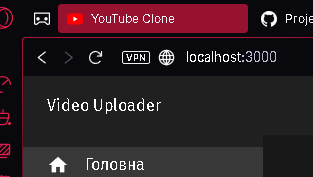 YouTube Clone
Proje
VPN localhost:3000
Video Uploader
Головна